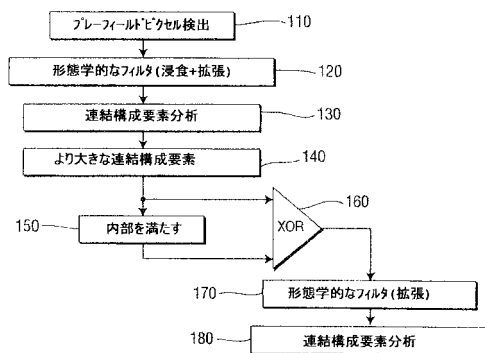 ﾌﾟﾚｰﾌｨｰﾙﾄﾞﾋﾟｸｾﾙ検出
110
形態学的なﾌｨﾙﾀ(浸食+拡張)
120
連結構成要素分析
130
より大きな連結構成要素
140
150
内部を満たす
XOR
160
170
形態学的なﾌｨﾙﾀ(拡張)
180
連結構成要素分析